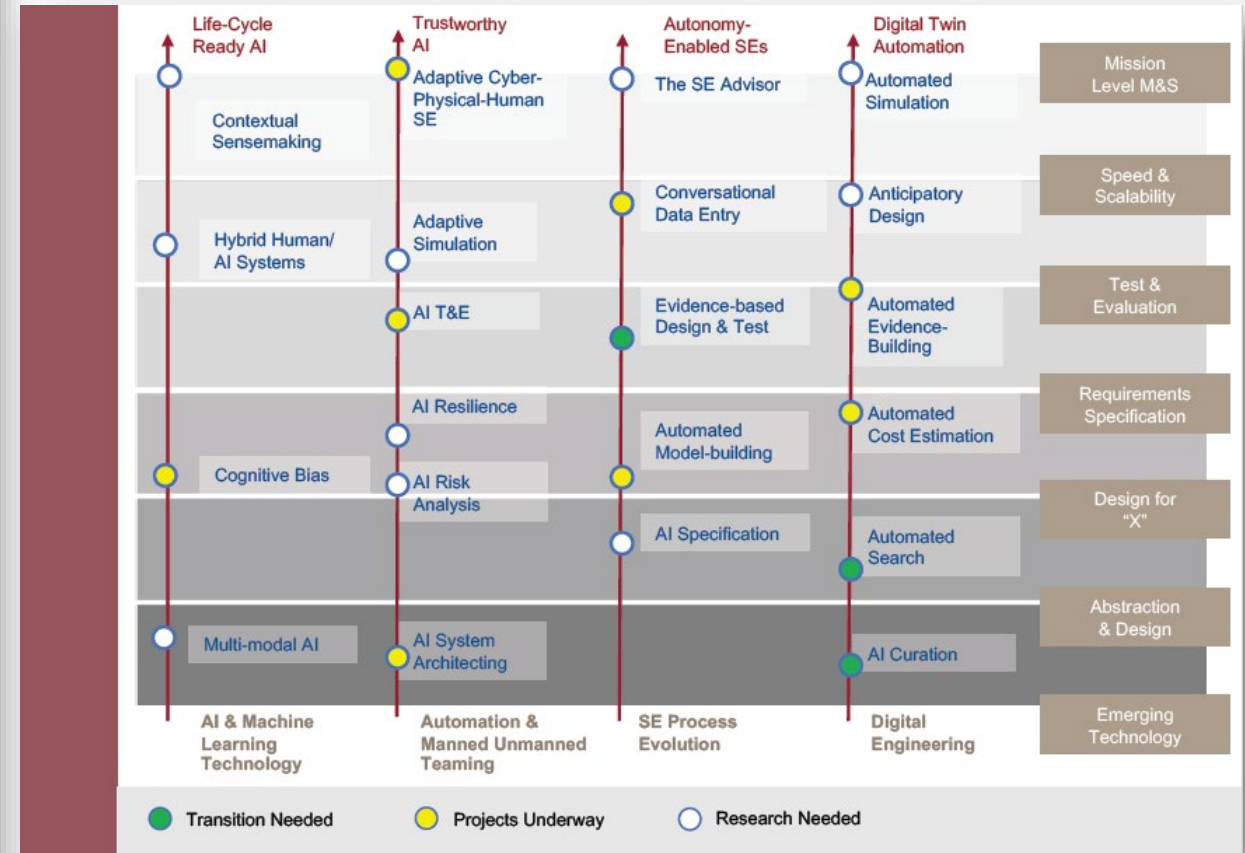 Life-Cycle
Ready AI
Trustworthy
AI
Autonomy-
Enabled SEs
Digital Twin
Automation
Mission
Level M&S
Contextual
Sensemaking
Adaptive Cyber-
Physical-Human
SE
The SE Advisor
Automated
Simulation
Speed &
Scalability
Hybrid Human/
AI Systems
Adaptive
Simulation
Conversational
Data Entry
Anticipatory
Design
Test &
Evaluation
AI T&E
Evidence-based
Design & Test
Automated
Evidence-
Building
Requirements
Specification
Cognitive Bias
AI Resilience
AI Risk
Analysis
Automated
Model-building
Automated
Cost Estimation
Design for
“X”
AI Specification
Automated
Search
Abstraction
& Design
Multi-modal AI
AI System
Architecting
AI Curation
Emerging
Technology
AI & Machine
Learning
Technology
Automation &
Manned Unmanned
Teaming
SE Process
Evolution
Digital
Engineering
Transition Needed
Projects Underway
Research Needed